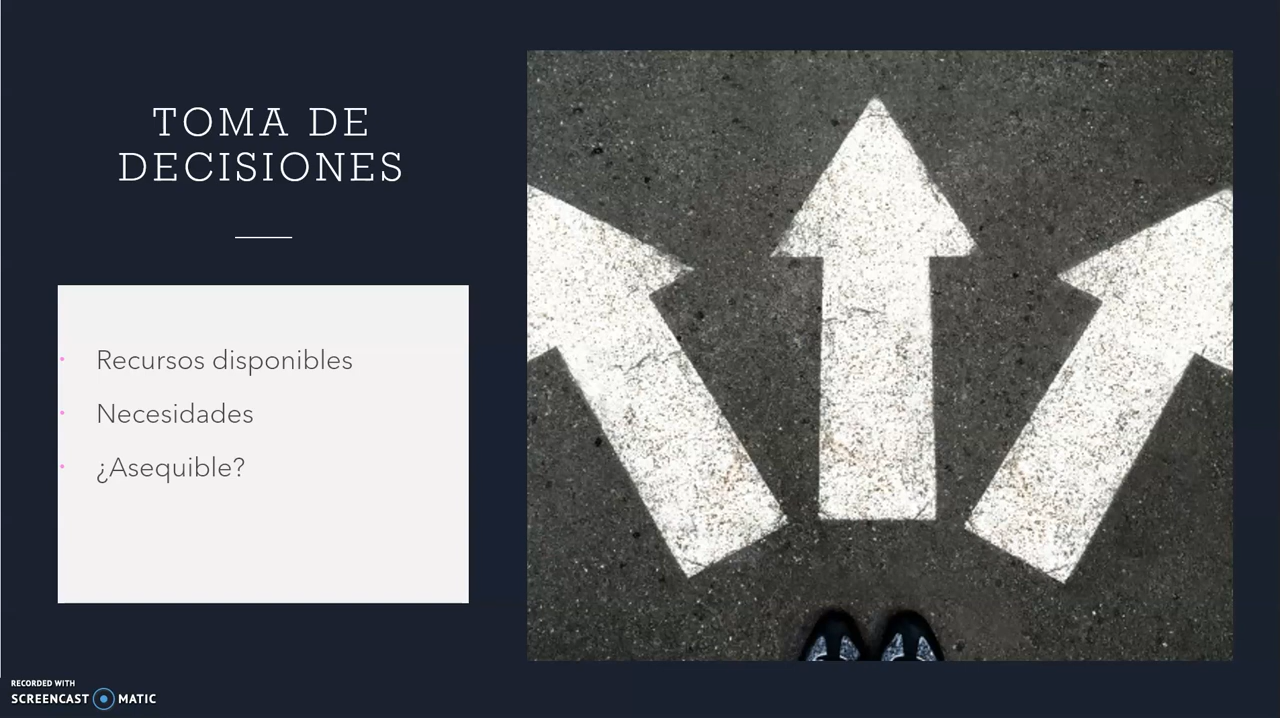 TOMA DE
DECISIONES
Recursos disponibles
Necesidades
¿Asequible?
RECORDED WITH
SCREENCAST MATIC